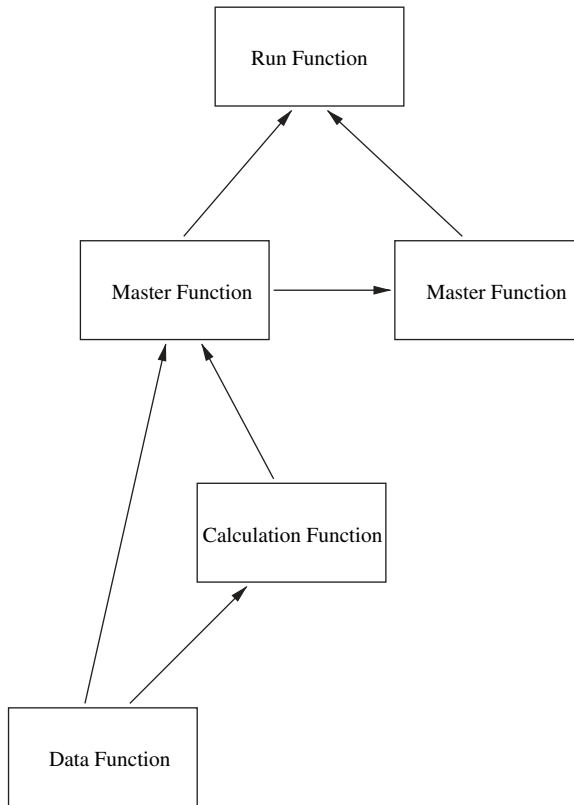 Run Function
Master Function
Master Function
Calculation Function
Data Function